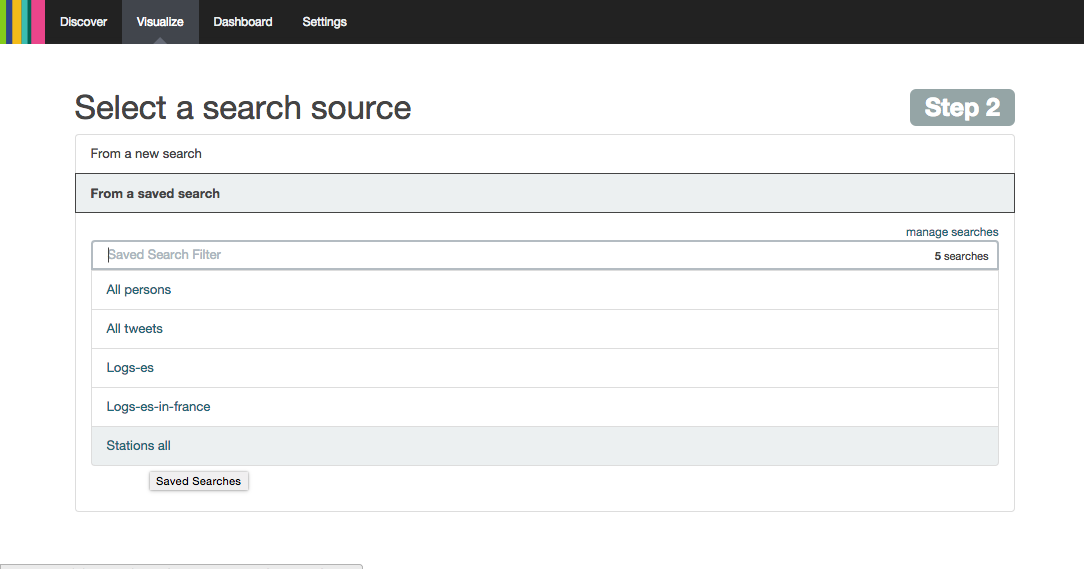 Discover Visualize Dashboard Settings
Select a search source Step 2
From a new search
From a saved search
manage searches
Saved Search Filter 5 searches
All persons
All tweets
Logs-es
Logs-es-in-france
Stations all
Saved Searches